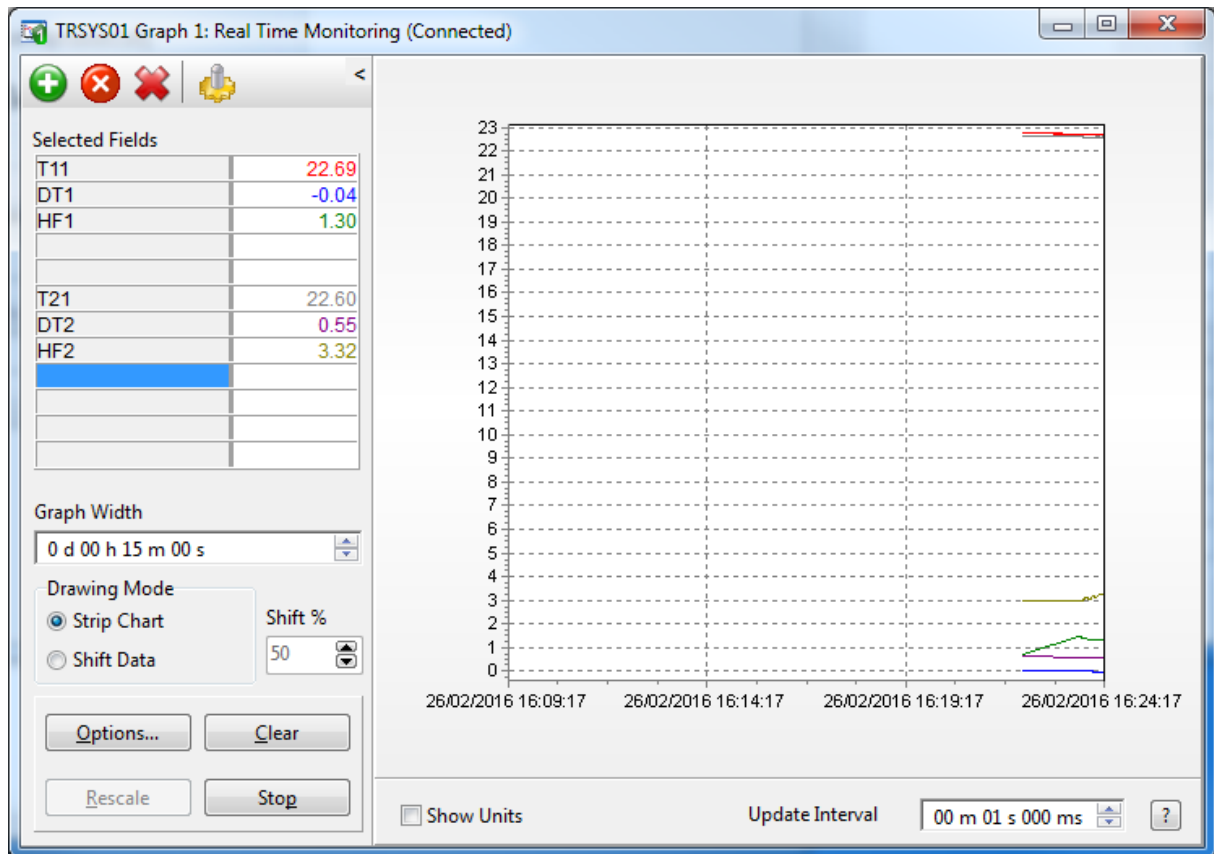 TRSYS01 Graph 1: Real Time Monitoring (Connected)
<
Selected Fields
T11 22.69
DT1 -0.04
HF1 1.30
T21 22.60
DT2 0.55
HF2 3.32
Graph Width
0 d 00 h 15 m 00 s
Drawing Mode
Strip Chart
Shift Data
Shift %
50
Options...
Clear
Rescale
Stop
23
22
21
20
19
18
17
16
15
14
13
12
11
10
9
8
7
6
5
4
3
2
1
0
26/02/2016 16:09:17 26/02/2016 16:14:17 26/02/2016 16:19:17 26/02/2016 16:24:17
Show Units
Update Interval
00 m 01 s 000 ms
?